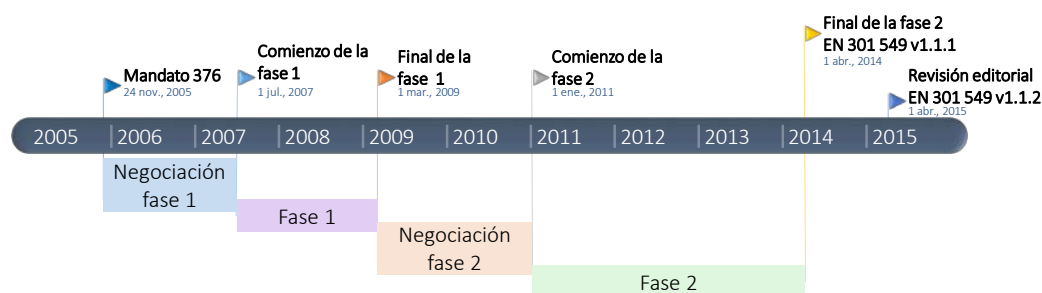 Mandato 376
24 nov., 2005
Comienzo de la
fase 1
1 jul., 2007
Final de la
fase 1
1 mar., 2009
Comienzo de la
fase 2
1 ene., 2011
Final de la fase 2
EN 301 549 v1.1.1
1 abr., 2014
Revisión editorial
EN 301 549 v1.1.2
1 abr., 2015
2005 2006 2007 2008 2009 2010 2011 2012 2013 2014 2015
Negociación
fase 1
Fase 1
Negociación
fase 2
Fase 2